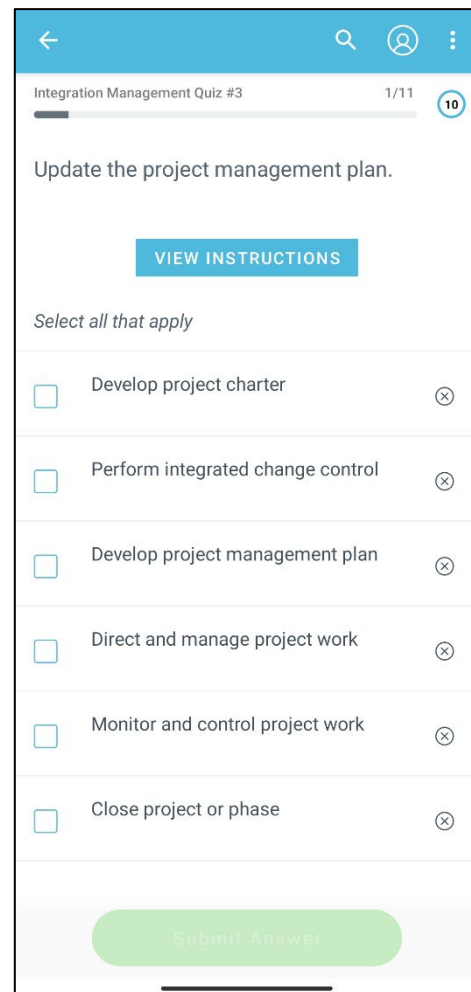 Integration Management Quiz #3 1/11
10
Update the project management plan.
VIEW INSTRUCTIONS
Select all that apply
Develop project charter
Perform integrated change control
Develop project management plan
Direct and manage project work
Monitor and control project work
Close project or phase
Submit Answer